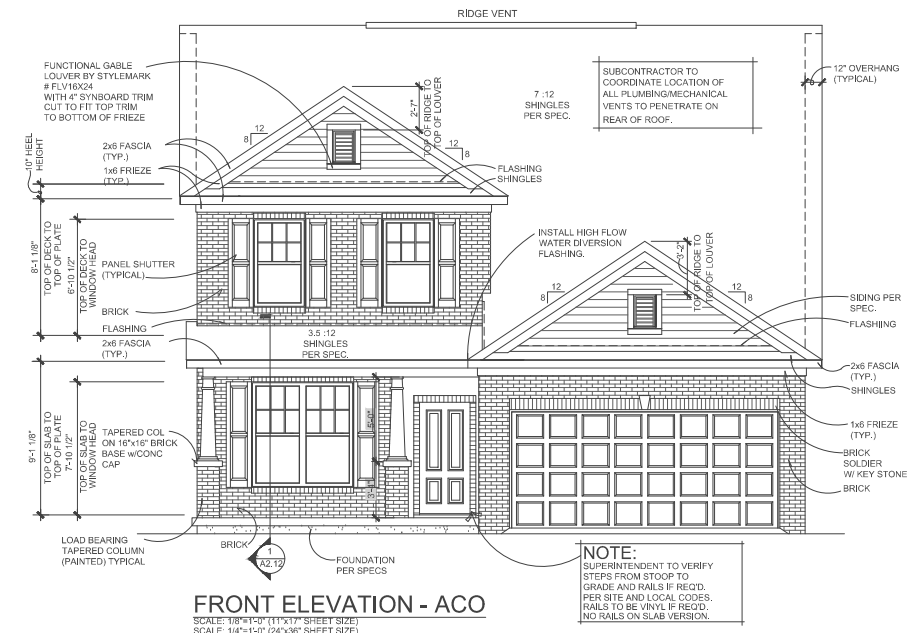 RIDGE VENT
FUNCTIONAL GABLE
LOUVER BY STYLEMARK
# FLV16X24
WITH 4" SYNBOARD TRIM
CUT TO FIT TOP TRIM
TO BOTTOM OF FRIEZE
2'-7"
TOP OF RIDGE TO
TOP OF LOUVER
7 :12
SHINGLES
PER SPEC.
SUBCONTRACTOR TO
COORDINATE LOCATION OF
ALL PLUMBING/MECHANICAL
VENTS TO PENETRATE ON
REAR OF ROOF.
12" OVERHANG
(TYPICAL)
12
8
12
8
10" HEEL
HEIGHT
2x6 FASCIA
(TYP.)
1x6 FRIEZE
(TYP.)
FLASHING
SHINGLES
8'-1 1/8"
TOP OF DECK TO
TOP OF PLATE
6'-10 1/2"
TOP OF DECK TO
WINDOW HEAD
PANEL SHUTTER
(TYPICAL)
BRICK
FLASHING
2x6 FASCIA
(TYP.)
INSTALL HIGH FLOW
WATER DIVERSION
FLASHING.
3'-2"
TOP OF RIDGE TO
TOP OF LOUVER
12
8
12
8
SIDING PER
SPEC.
FLASHING
3.5 :12
SHINGLES
PER SPEC.
2x6 FASCIA
(TYP.)
SHINGLES
1x6 FRIEZE
(TYP.)
BRICK
SOLDIER
W/ KEY STONE
BRICK
9'-1 1/8"
TOP OF SLAB TO
TOP OF PLATE
7'-10 1/2"
TOP OF SLAB TO
WINDOW HEAD
TAPERED COL
ON 16"x16" BRICK
BASE w/CONC
CAP
5'-0"
LOAD BEARING
TAPERED COLUMN
(PAINTED) TYPICAL
BRICK
1
A2.12
FOUNDATION
PER SPECS
NOTE:
SUPERINTENDENT TO VERIFY
STEPS FROM STOOP TO
GRADE AND RAILS IF REQ'D.
PER SITE AND LOCAL CODES.
RAILS TO BE VINYL IF REQ'D.
NO RAILS ON SLAB VERSION.
FRONT ELEVATION - ACO
SCALE: 1/8"=1'-0" (11"x17" SHEET SIZE)
SCALE: 1/4"=1'-0" (24"x36" SHEET SIZE)